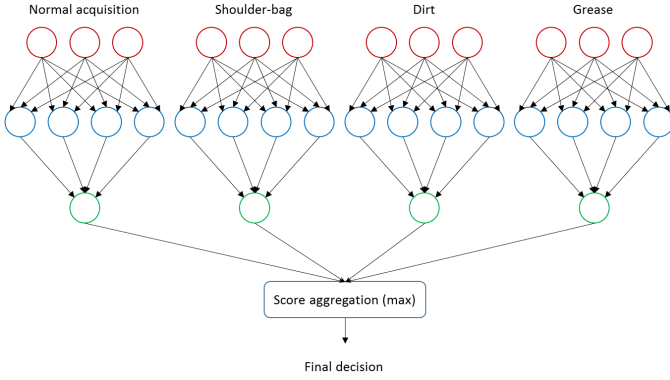 Normal acquisition
Shoulder-bag
Dirt
Grease
Score aggregation (max)
Final decision